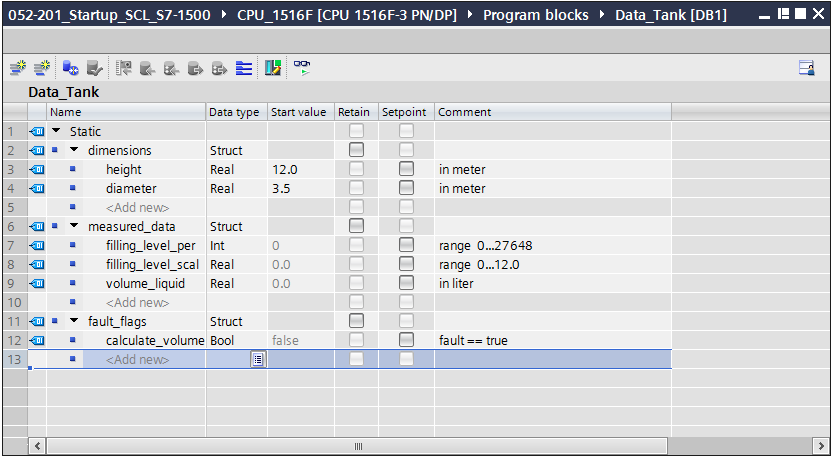 052-201_Startup_SCL_S7-1500 ▸ CPU_1516F [CPU 1516F-3 PN/DP] ▸ Program blocks ▸ Data_Tank [DB1]
Data_Tank
Name Data type Start value Retain Setpoint Comment
1 Static
2 dimensions Struct
3 height Real 12.0 in meter
4 diameter Real 3.5 in meter
5 <Add new>
6 measured_data Struct
7 filling_level_per Int 0 range 0...27648
8 filling_level_scal Real 0.0 range 0...12.0
9 volume_liquid Real 0.0 in liter
10 <Add new>
11 fault_flags Struct
12 calculate_volume Bool false fault == true
13 <Add new>